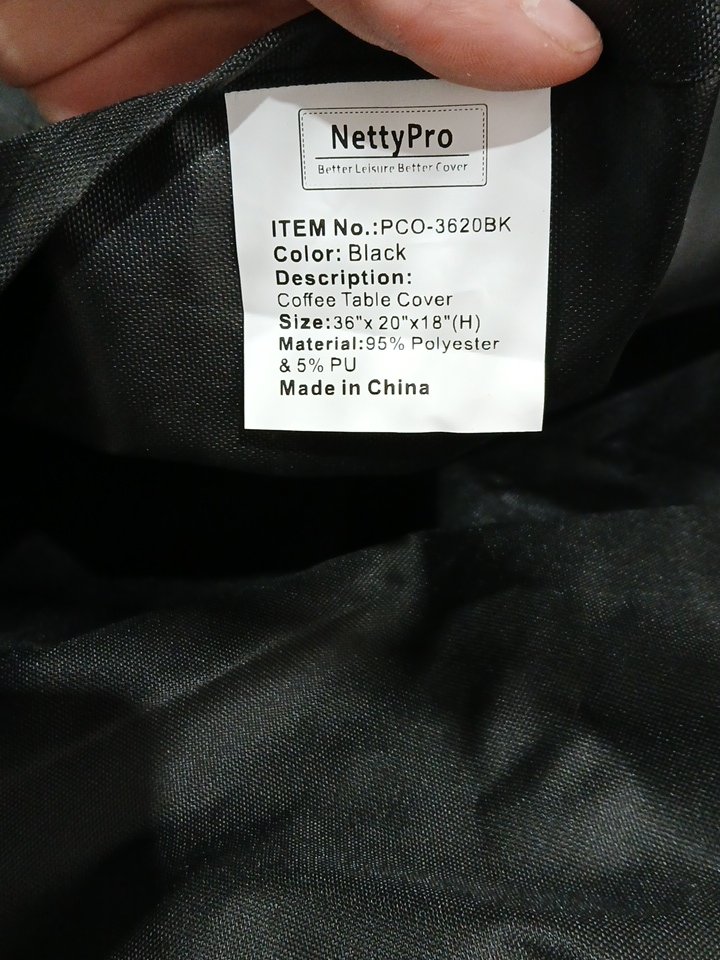 NettyPro
Better Leisure Better Cover
ITEM No.:PCO-3620BK
Color: Black
Description:
Coffee Table Cover
Size:36"x 20"x18"(H)
Material:95% Polyester
& 5% PU
Made in China